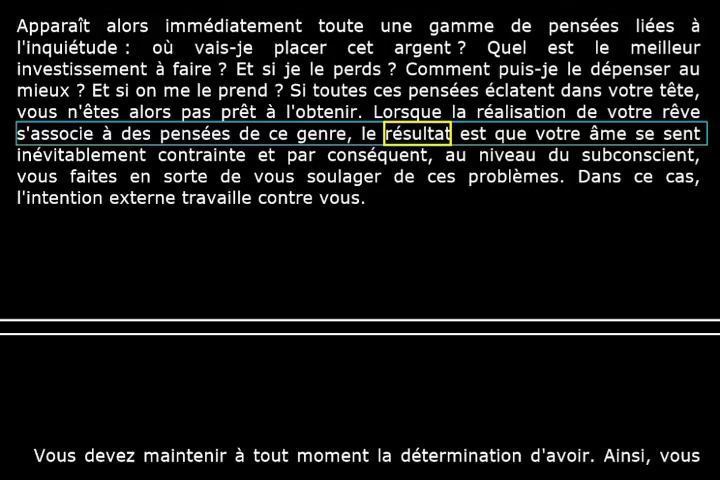 Apparaît alors immédiatement toute une gamme de pensées liées à
l'inquiétude : où vais-je placer cet argent ? Quel est le meilleur
investissement à faire ? Et si je le perds ? Comment puis-je le dépenser au
mieux ? Et si on me le prend ? Si toutes ces pensées éclatent dans votre tête,
vous n'êtes alors pas prêt à l'obtenir. Lorsque la réalisation de votre rêve
s'associe à des pensées de ce genre, le résultat est que votre âme se sent
inévitablement contrainte et par conséquent, au niveau du subconscient,
vous faites en sorte de vous soulager de ces problèmes. Dans ce cas,
l'intention externe travaille contre vous.
Vous devez maintenir à tout moment la détermination d'avoir. Ainsi, vous